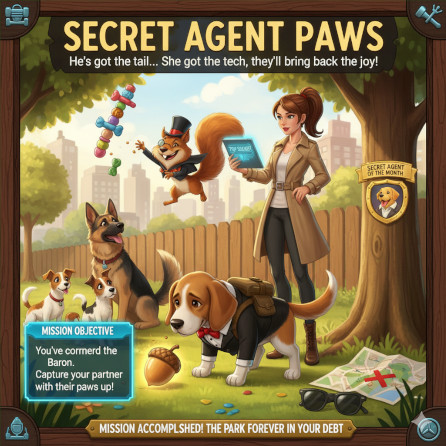 SECRET AGENT PAWS
He's got the tail... She got the tech, they'll bring back the joy!
TOP SECRET
SECRET AGENT
OF THE MONTH
MISSION OBJECTIVE
You've cormerd the
Baron.
Capture your partner
with their paws up!
MISSION ACCOMPLSHED! THE PARK FOREVER IN YOUR DEBT